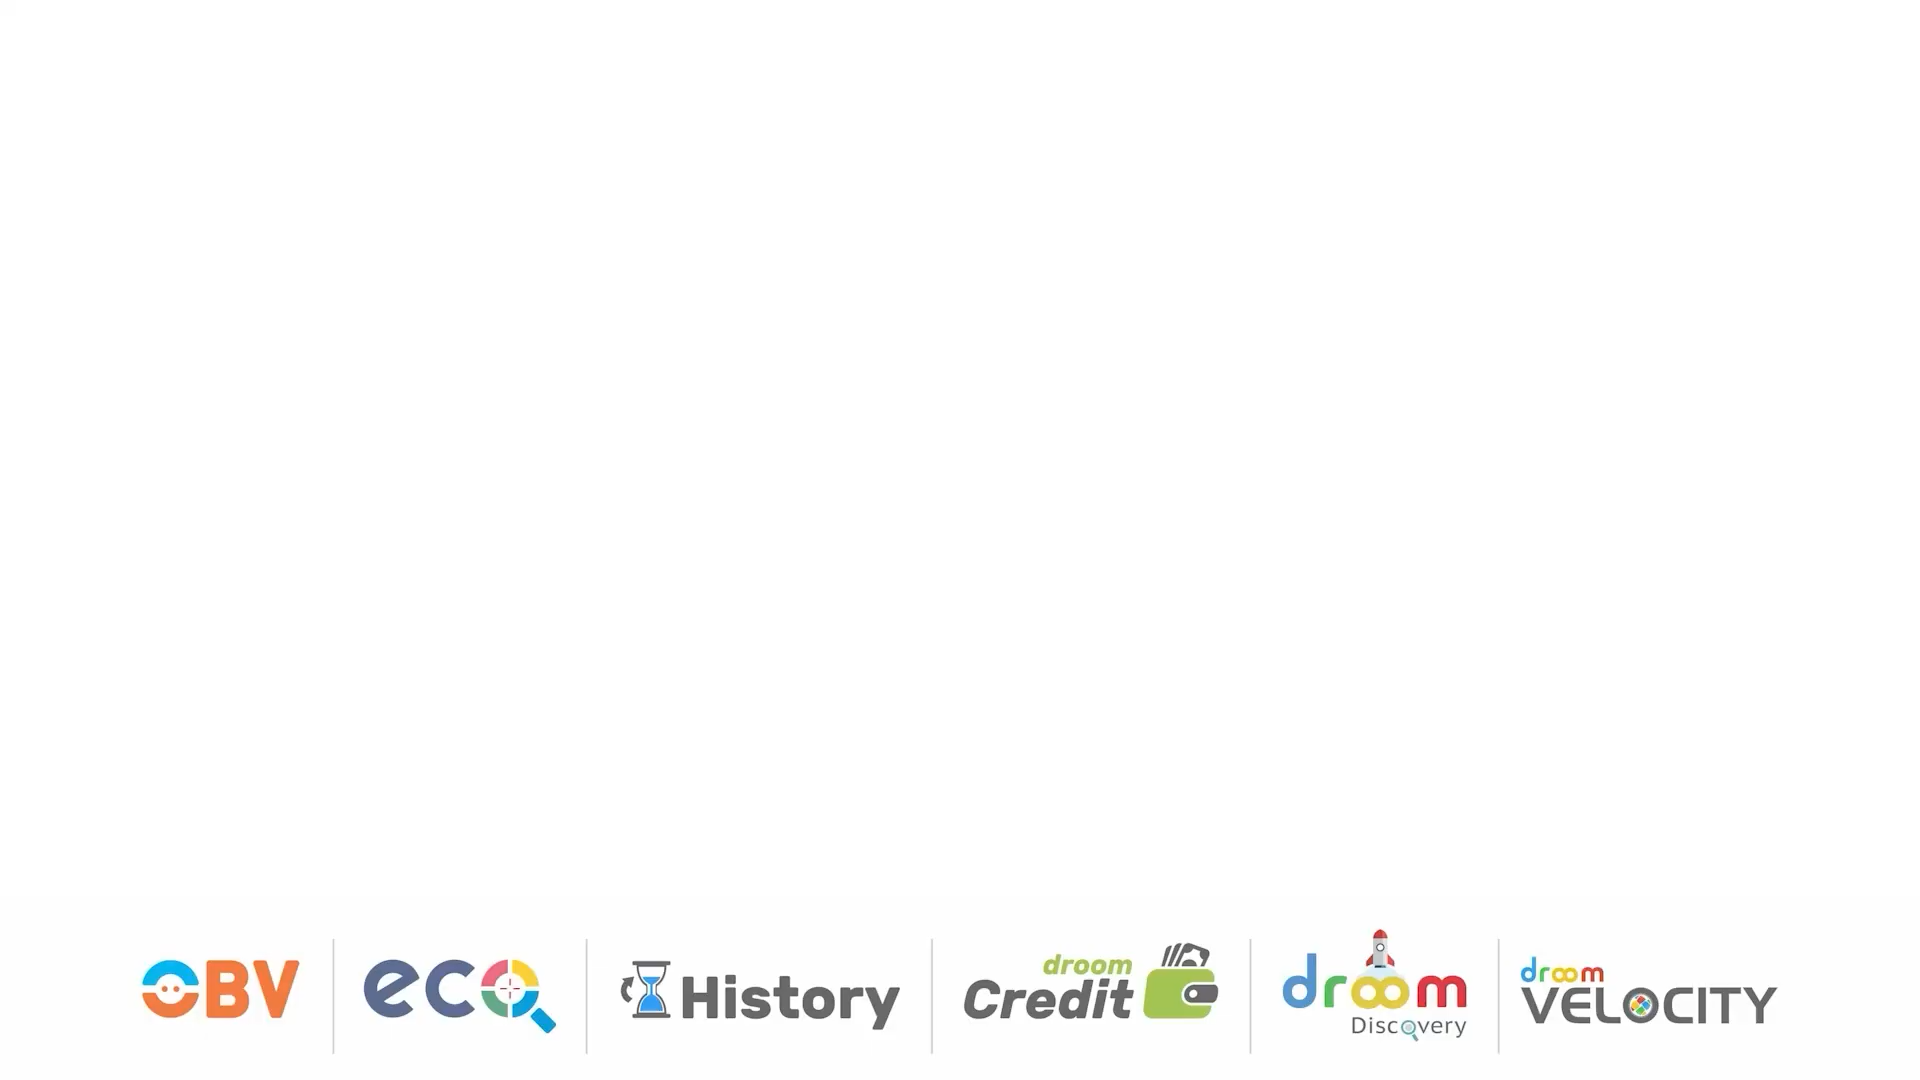 OBV
eco
History
droom
Credit
droom
Discovery
droom
VELOCITY